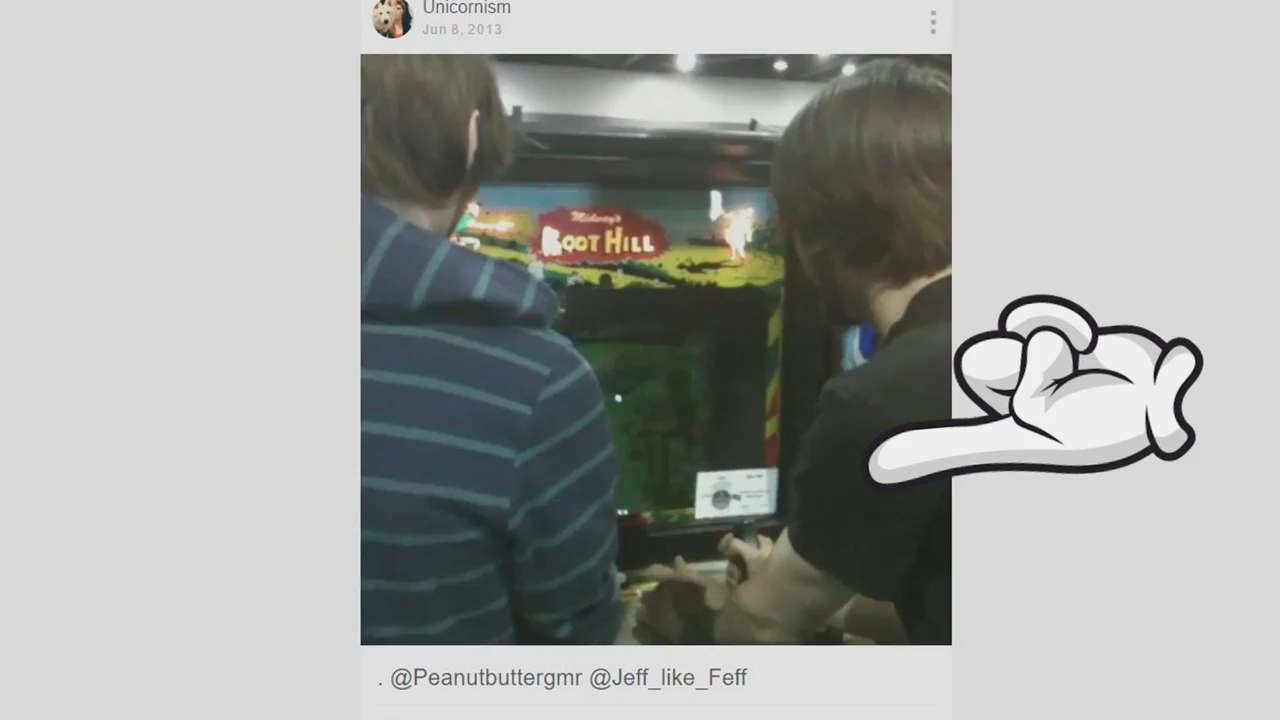 Unicornism
Jun 8, 2013
Midway's
BOOT HILL
. @Peanutbuttergmr @Jeff_like_Feff